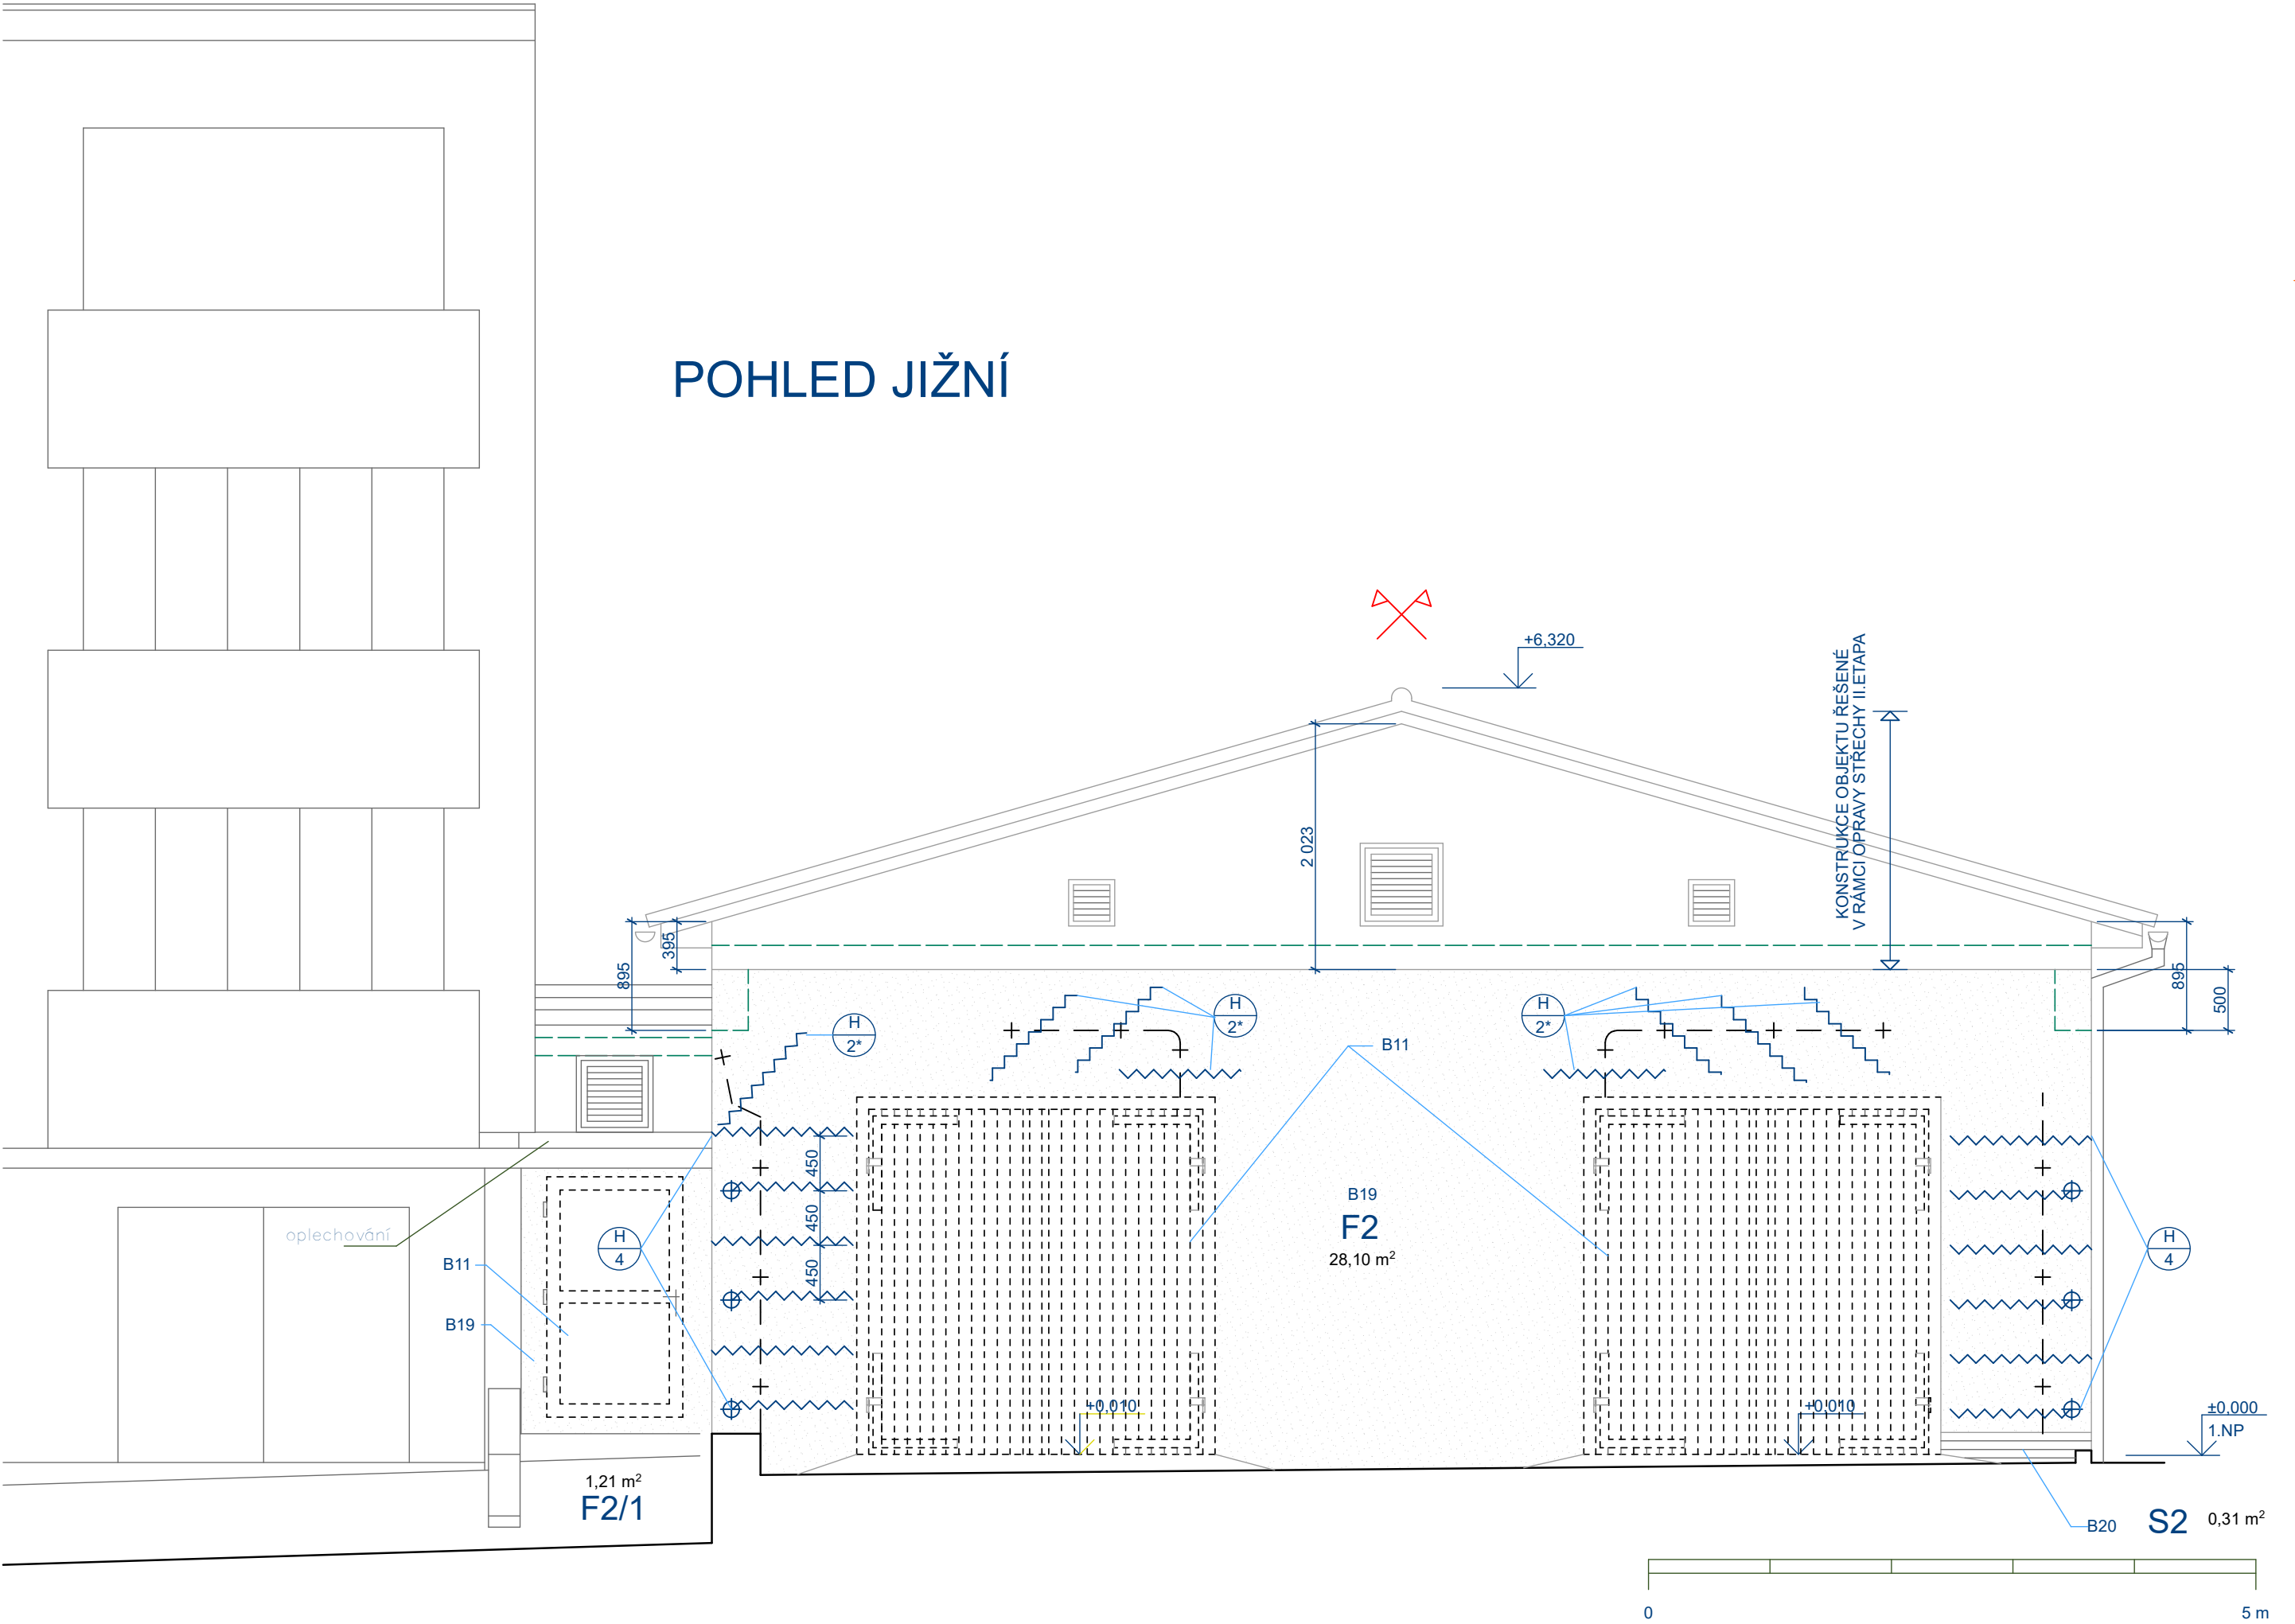 POHLED JIŽNÍ
+6,320
KONSTRUKCE OBJEKTU ŘEŠENÉ
V RÁMCI OPRAVY STŘECHY II.ETAPA
2 023
895
395
895
500
H
2*
H
2*
H
2*
B11
450
450
450
B19
F2
28,10 m²
oplechování
B11
B19
H
4
H
4
+0,010
+0,010
±0,000
1.NP
1,21 m²
F2/1
B20
S2
0,31 m²
0
5 m